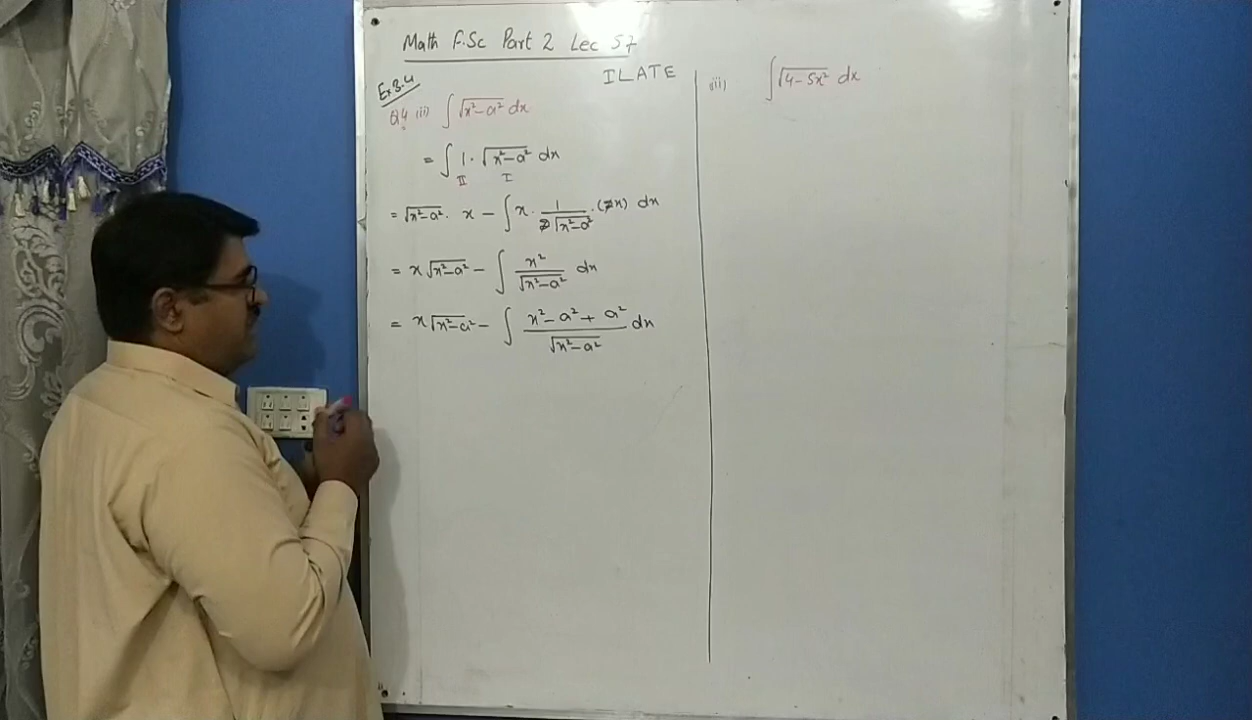 Math F.Sc Part 2 Lec 57
ILATE
Ex 3.4
Q4 (ii) ∫ √(x²−a²) dx
= ∫ 1 · √(x²−a²) dx
II I
= √(x²−a²) · x − ∫ x · 1/(2√(x²−a²)) · (2x) dx
= x √(x²−a²) − ∫ x²/√(x²−a²) dx
= x √(x²−a²) − ∫ (x²−a²+a²)/√(x²−a²) dx
(iii) ∫ √(4−5x²) dx